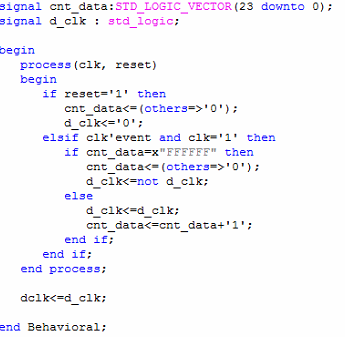 signal cnt_data:STD_LOGIC_VECTOR(23 downto 0);
signal d_clk : std_logic;
begin
process(clk, reset)
begin
if reset='1' then
cnt_data<=(others=>'0');
d_clk<='0';
elsif clk'event and clk='1' then
if cnt_data=x"FFFFFF" then
cnt_data<=(others=>'0');
d_clk<=not d_clk;
else
d_clk<=d_clk;
cnt_data<=cnt_data+'1';
end if;
end if;
end process;
dclk<=d_clk;
end Behavioral;